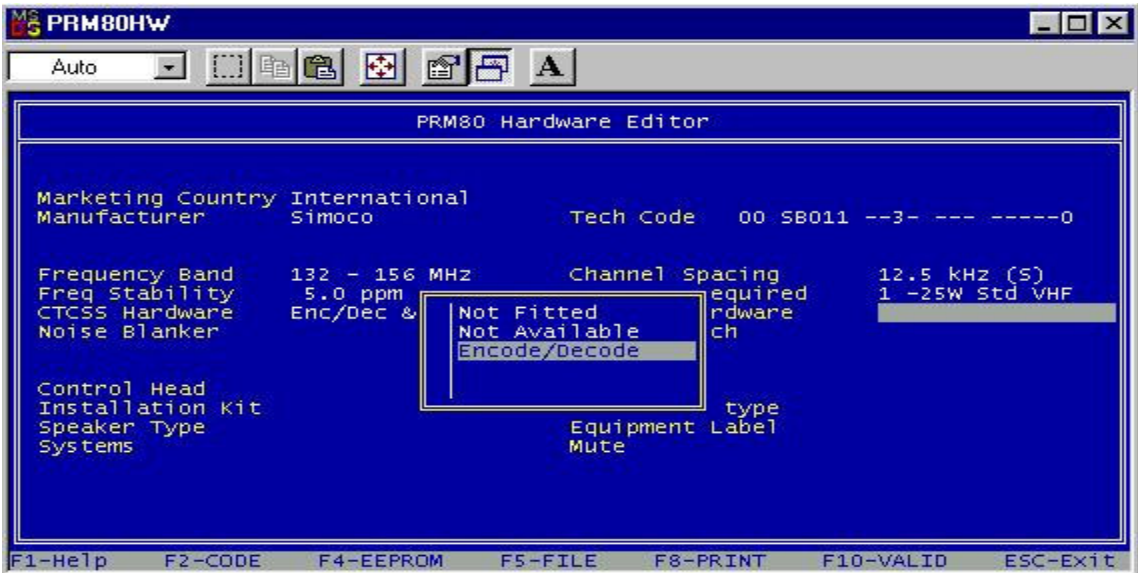 MS DOS PRM80HW
Auto A
PRM80 Hardware Editor
Marketing Country International
Manufacturer Simoco Tech Code 00 SB011 --3- --- -----0
Frequency Band 132 - 156 MHz Channel Spacing 12.5 kHz (S)
Freq Stability 5.0 ppm equired 1 -25W Std VHF
CTCSS Hardware Enc/Dec & Not Fitted rdware
Noise Blanker Not Available ch
Encode/Decode
Control Head
Installation Kit type
Speaker Type Equipment Label
Systems Mute
F1-Help F2-CODE F4-EEPROM F5-FILE F8-PRINT F10-VALID ESC-Exit